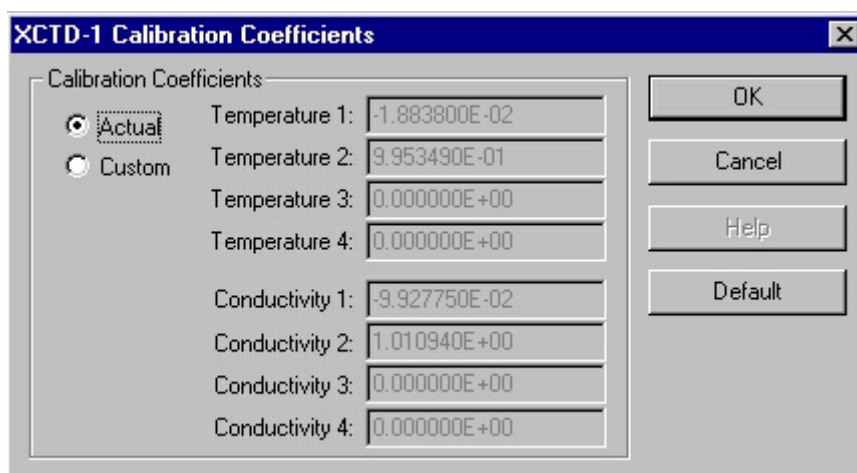 XCTD-1 Calibration Coefficients
Calibration Coefficients
Actual
Custom
Temperature 1: -1.883800E-02
Temperature 2: 9.953490E-01
Temperature 3: 0.000000E+00
Temperature 4: 0.000000E+00
Conductivity 1: -9.927750E-02
Conductivity 2: 1.010940E+00
Conductivity 3: 0.000000E+00
Conductivity 4: 0.000000E+00
OK
Cancel
Help
Default